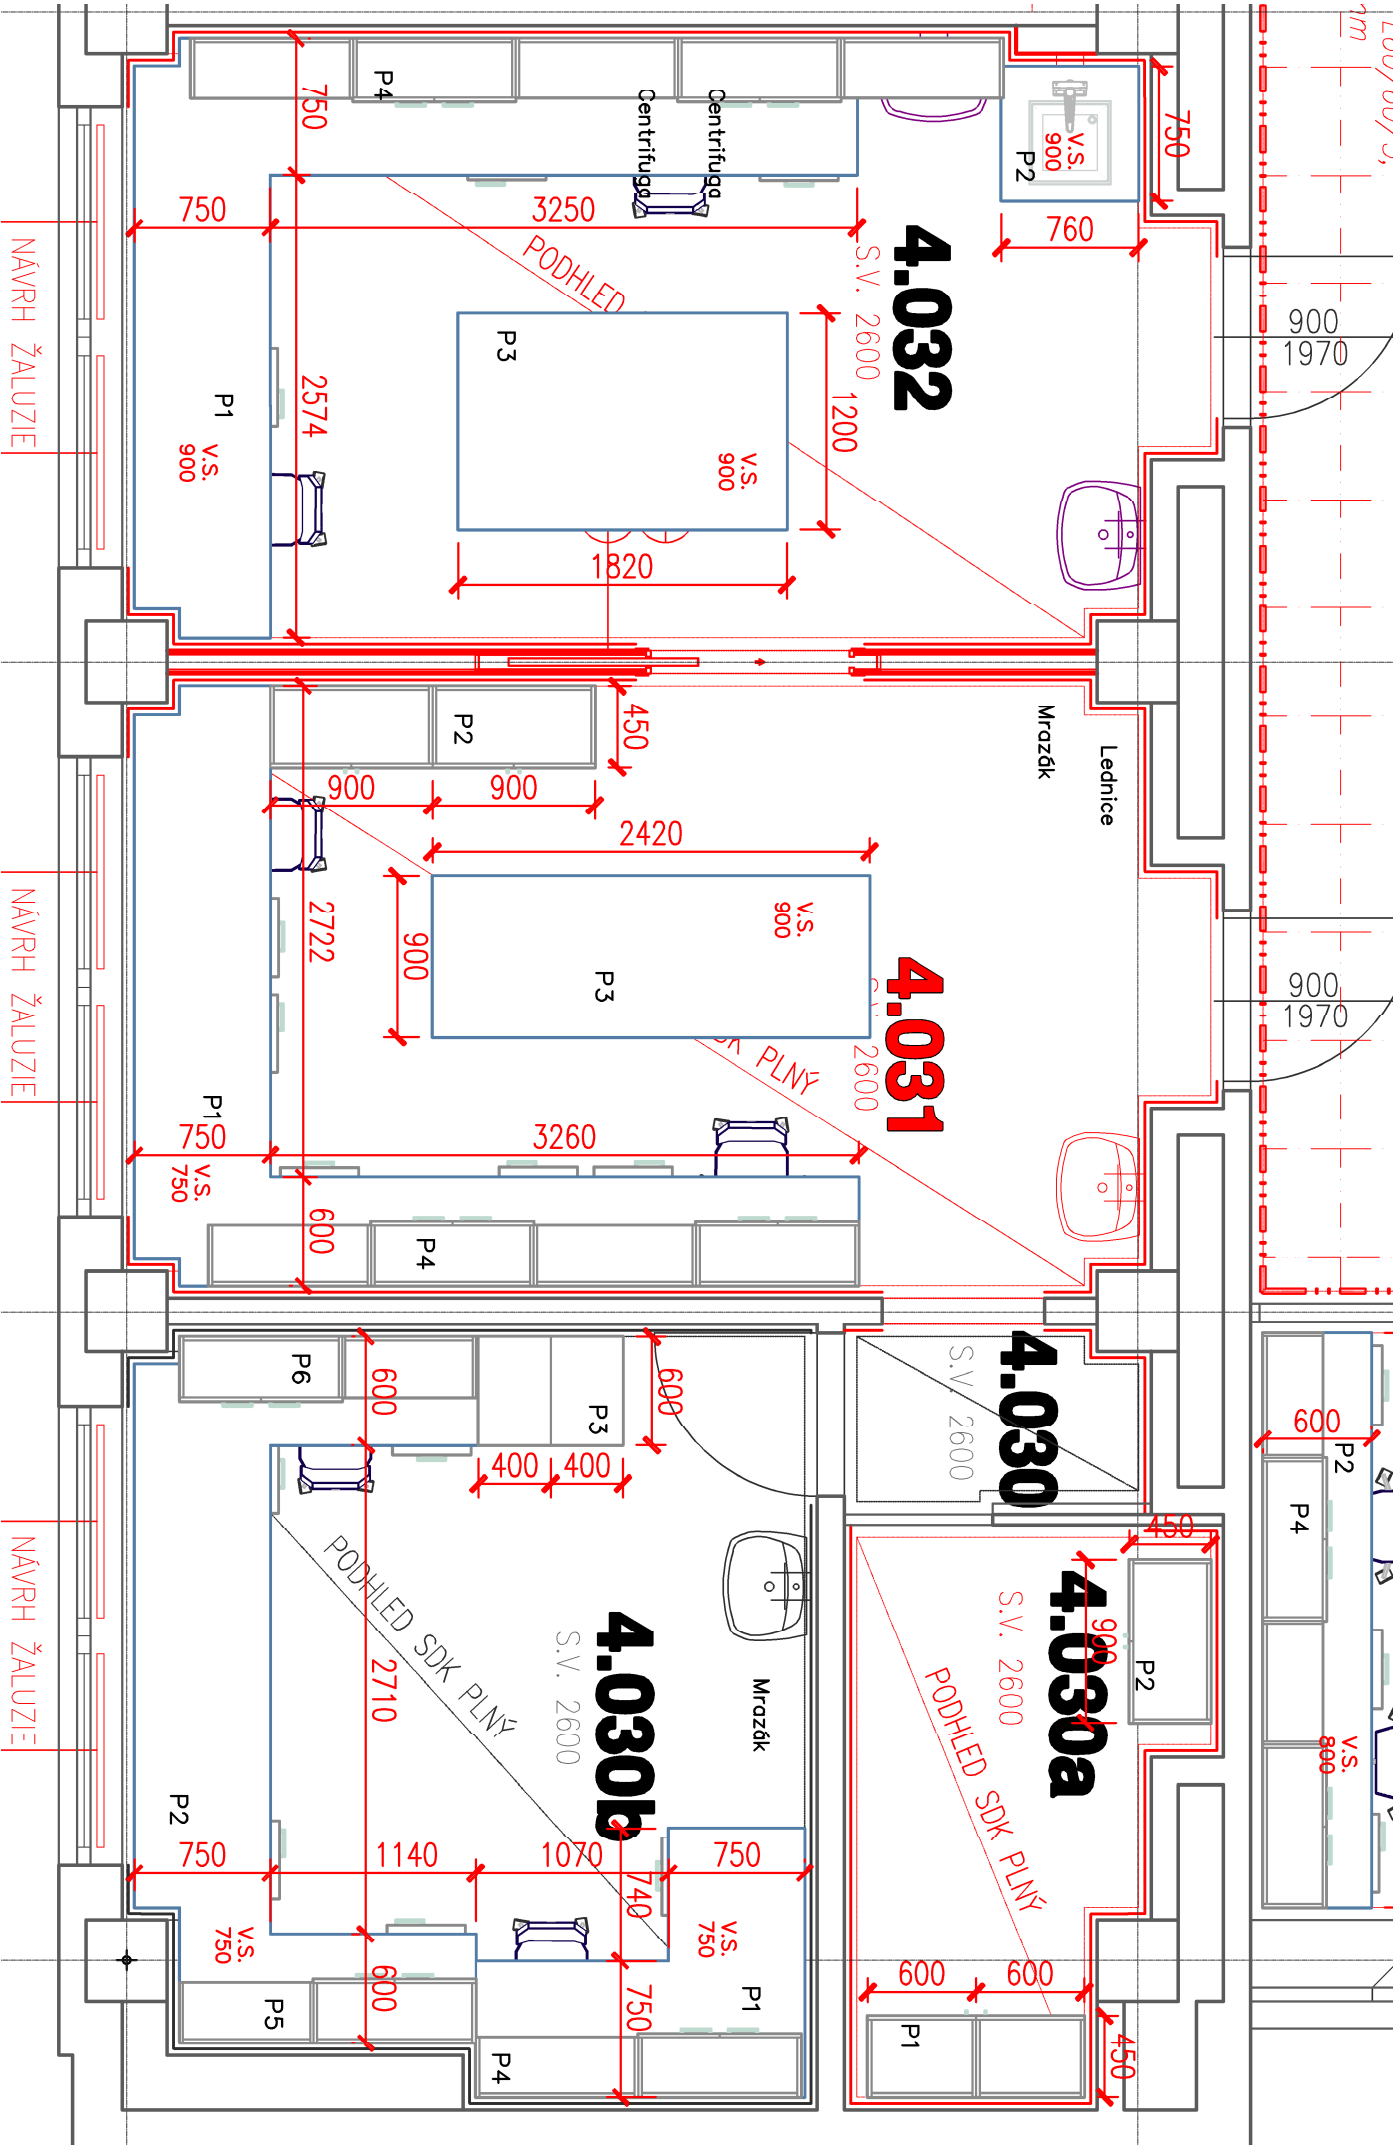 750
P4
Centrifuga
Centrifuga
V.S.
900
P2
750
750
3250
760
PODHLED
4.032
S.V. 2600
NÁVRH ŽALUZIE
900
1970
P3
2574
P1
V.S.
900
1200
V.S.
900
1820
P2
450
Mrazák
Lednice
900
900
2420
NÁVRH ŽALUZIE
2722
900
V.S.
900
P3
4.031
2600
PLNÝ
900
1970
P1
750
3260
V.S.
750
600
P4
P6
600
P3
600
4.030
S.V. 2600
400
400
600
P2
P4
450
NÁVRH ŽALUZIE
PODHLED SDK PLNÝ
4.030b
S.V. 2600
2710
Mrazák
4.030a
S.V. 2600
900
P2
PODHLED SDK PLNÝ
V.S.
800
P2
750
1140
1070
750
740
V.S.
750
V.S.
750
600
600
600
P5
750
P1
P4
P1
450